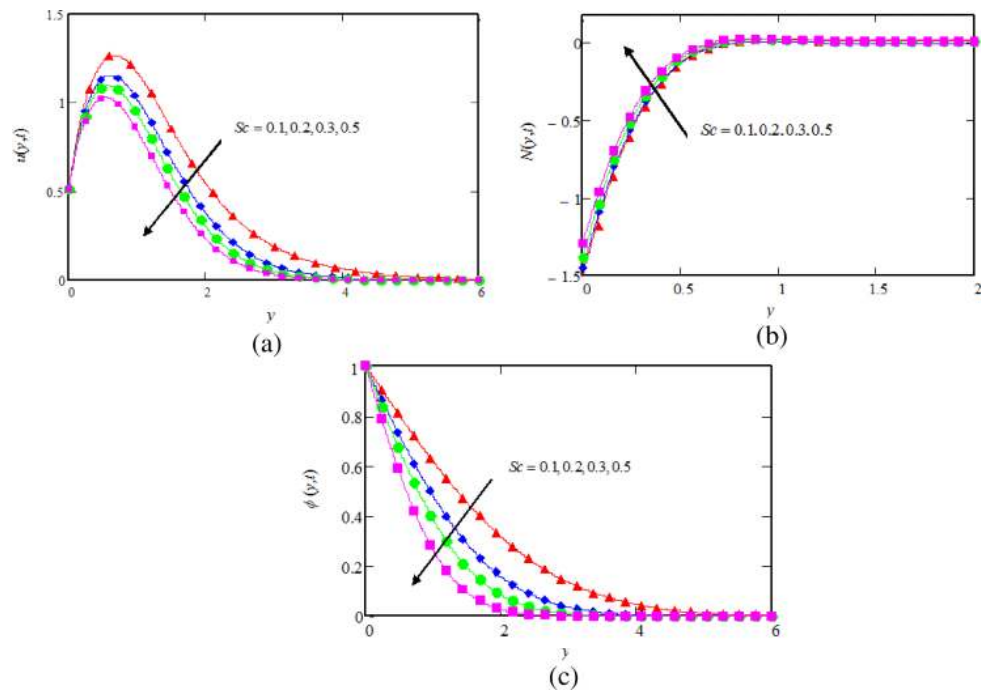 1.5
1
0.5
0
u(y,t)
Sc = 0.1, 0.2, 0.3, 0.5
0 2 4 6
y
(a)
0
− 0.5
− 1
− 1.5
N(y,t)
Sc = 0.1, 0.2, 0.3, 0.5
0 0.5 1 1.5 2
y
(b)
1
0.8
0.6
0.4
0.2
0
ϕ (y,t)
Sc = 0.1, 0.2, 0.3, 0.5
0 2 4 6
y
(c)